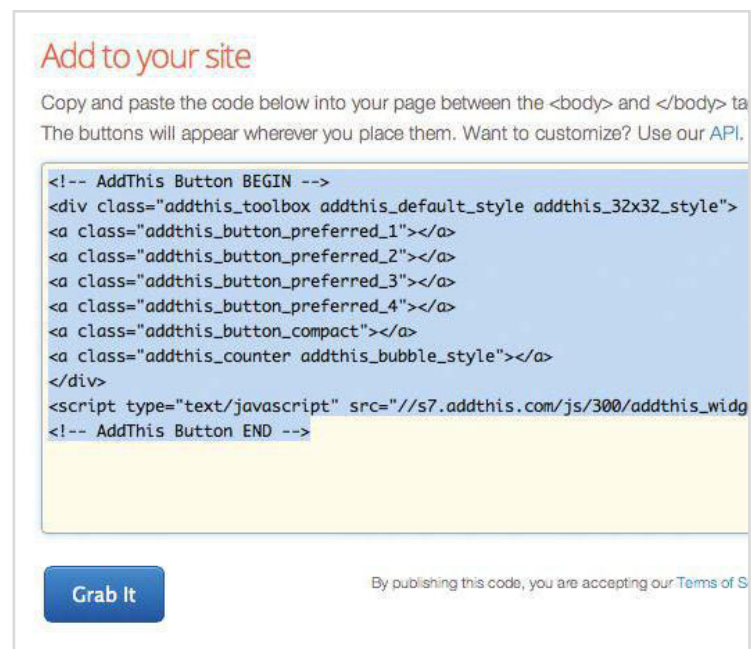 Add to your site
Copy and paste the code below into your page between the <body> and </body> ta
The buttons will appear wherever you place them. Want to customize? Use our API.
<!-- AddThis Button BEGIN -->
<div class="addthis_toolbox addthis_default_style addthis_32x32_style">
<a class="addthis_button_preferred_1"></a>
<a class="addthis_button_preferred_2"></a>
<a class="addthis_button_preferred_3"></a>
<a class="addthis_button_preferred_4"></a>
<a class="addthis_button_compact"></a>
<a class="addthis_counter addthis_bubble_style"></a>
</div>
<script type="text/javascript" src="//s7.addthis.com/js/300/addthis_widg
<!-- AddThis Button END -->
Grab It
By publishing this code, you are accepting our Terms of S